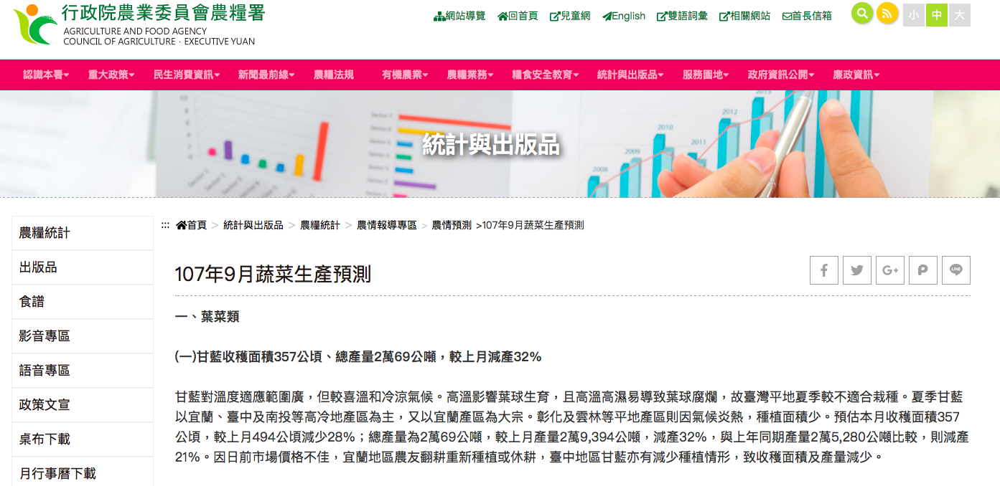 行政院農業委員會農糧署
AGRICULTURE AND FOOD AGENCY
COUNCIL OF AGRICULTURE · EXECUTIVE YUAN
網站導覽 回首頁 兒童網 English 雙語詞彙 相關網站 首長信箱 小 中 大
認識本署 重大政策 民生消費資訊 新聞最前線 農糧法規 有機農業 農糧業務 糧食安全教育 統計與出版品 服務園地 政府資訊公開 廉政資訊
統計與出版品
2008
2009
2010
2011
2012
2013
農糧統計
出版品
食譜
影音專區
語音專區
政策文宣
桌布下載
月行事曆下載
::: 首頁 > 統計與出版品 > 農糧統計 > 農情報導專區 > 農情預測 >107年9月蔬菜生產預測
107年9月蔬菜生產預測
G+
LINE
一、葉菜類
(一)甘藍收穫面積357公頃、總產量2萬69公噸，較上月減產32%
甘藍對溫度適應範圍廣，但較喜溫和冷涼氣候。高溫影響葉球生育，且高溫高濕易導致葉球腐爛，故臺灣平地夏季較不適合栽種。夏季甘藍
以宜蘭、臺中及南投等高冷地產區為主，又以宜蘭產區為大宗。彰化及雲林等平地產區則因氣候炎熱，種植面積少。預估本月收穫面積357
公頃，較上月494公頃減少28%；總產量為2萬69公噸，較上月產量2萬9,394公噸，減產32%，與上年同期產量2萬5,280公噸比較，則減產
21%。因日前市場價格不佳，宜蘭地區農友翻耕重新種植或休耕，臺中地區甘藍亦有減少種植情形，致收穫面積及產量減少。